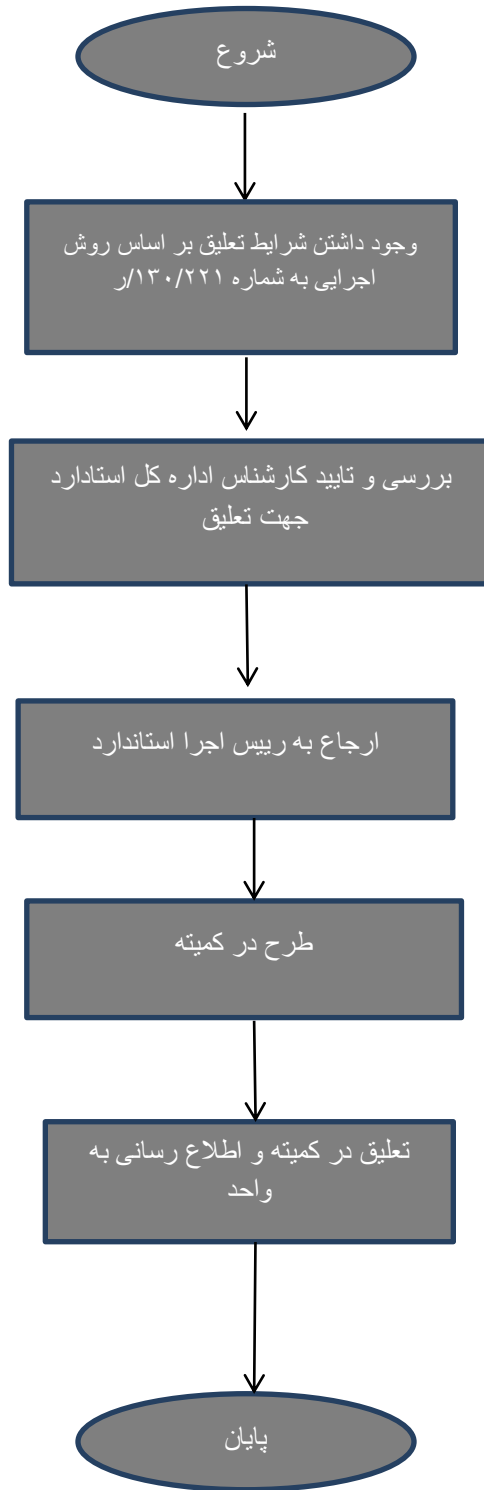 شروع
وجود داشتن شرایط تعلیق بر اساس روش
اجرایی به شماره ۱۳۰/۲۲۱/ر
بررسی و تایید کارشناس اداره کل استادارد
جهت تعلیق
ارجاع به رییس اجرا استاندارد
طرح در کمیته
تعلیق در کمیته و اطلاع رسانی به
واحد
پایان